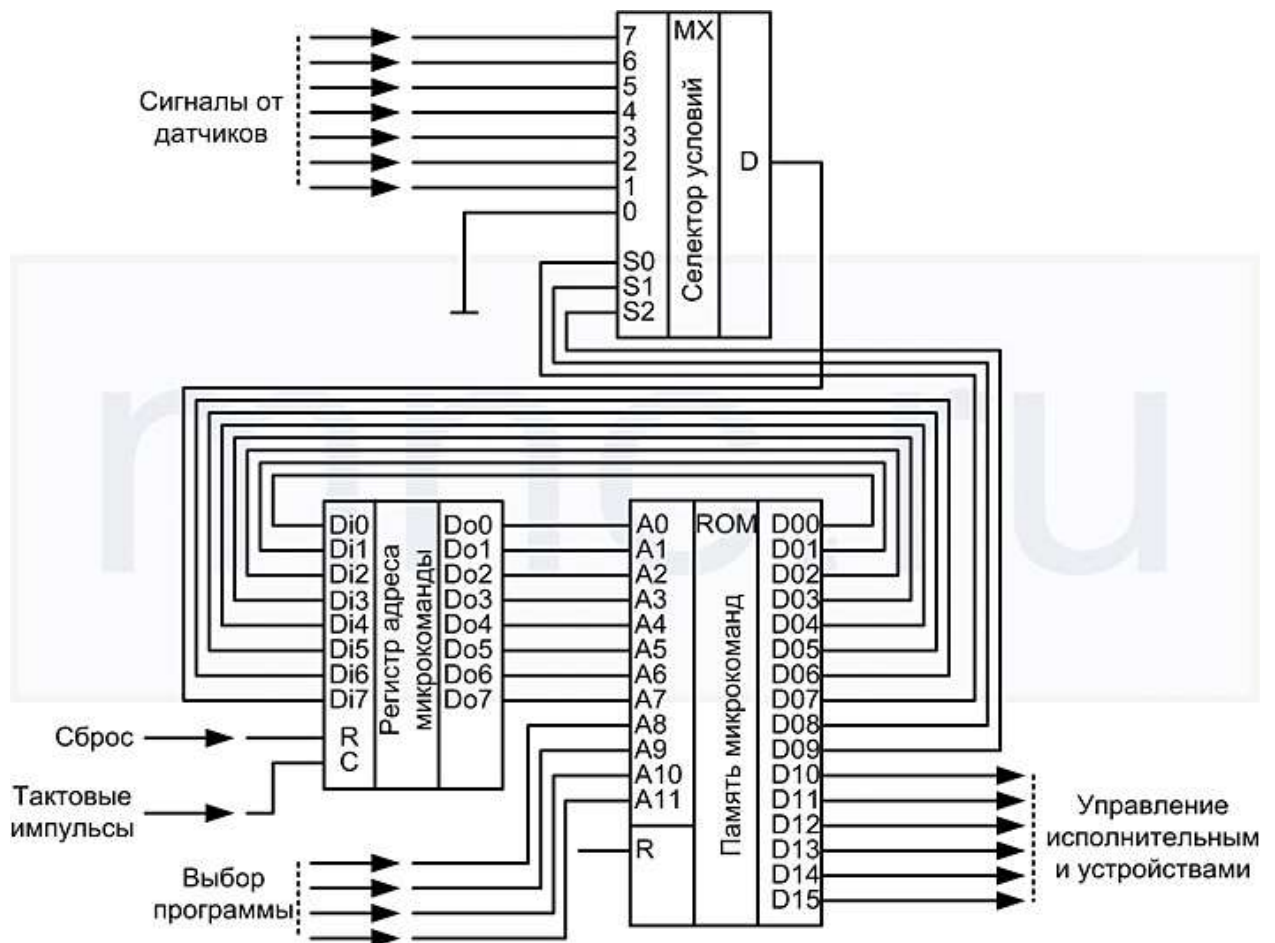 7 MX
6
5
4
3
2
1
0
D
S0
S1
S2
Селектор условий
Сигналы от
датчиков
Di0 Do0
Di1 Do1
Di2 Do2
Di3 Do3
Di4 Do4
Di5 Do5
Di6 Do6
Di7 Do7
R
C
Регистр адреса
микрокоманды
Сброс
Тактовые
импульсы
A0 ROM D00
A1 D01
A2 D02
A3 D03
A4 D04
A5 D05
A6 D06
A7 D07
A8 D08
A9 D09
A10 D10
A11 D11
D12
R D13
D14
D15
Память микрокоманд
Выбор
программы
Управление
исполнительным
и устройствами